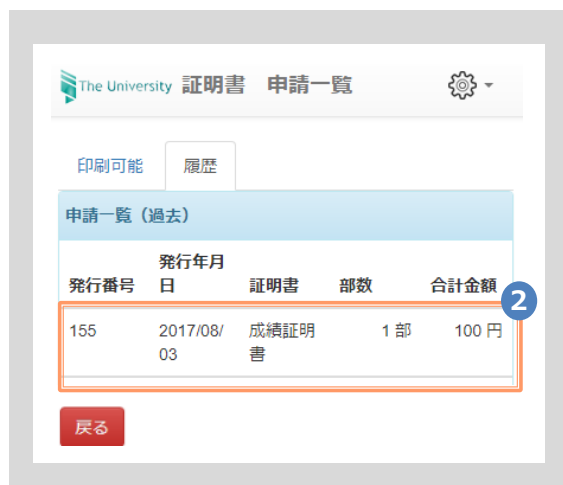 The University 証明書 申請一覧
印刷可能 履歴
申請一覧（過去）
発行番号 発行年月日 証明書 部数 合計金額
2
155 2017/08/03 成績証明書 1 部 100 円
戻る